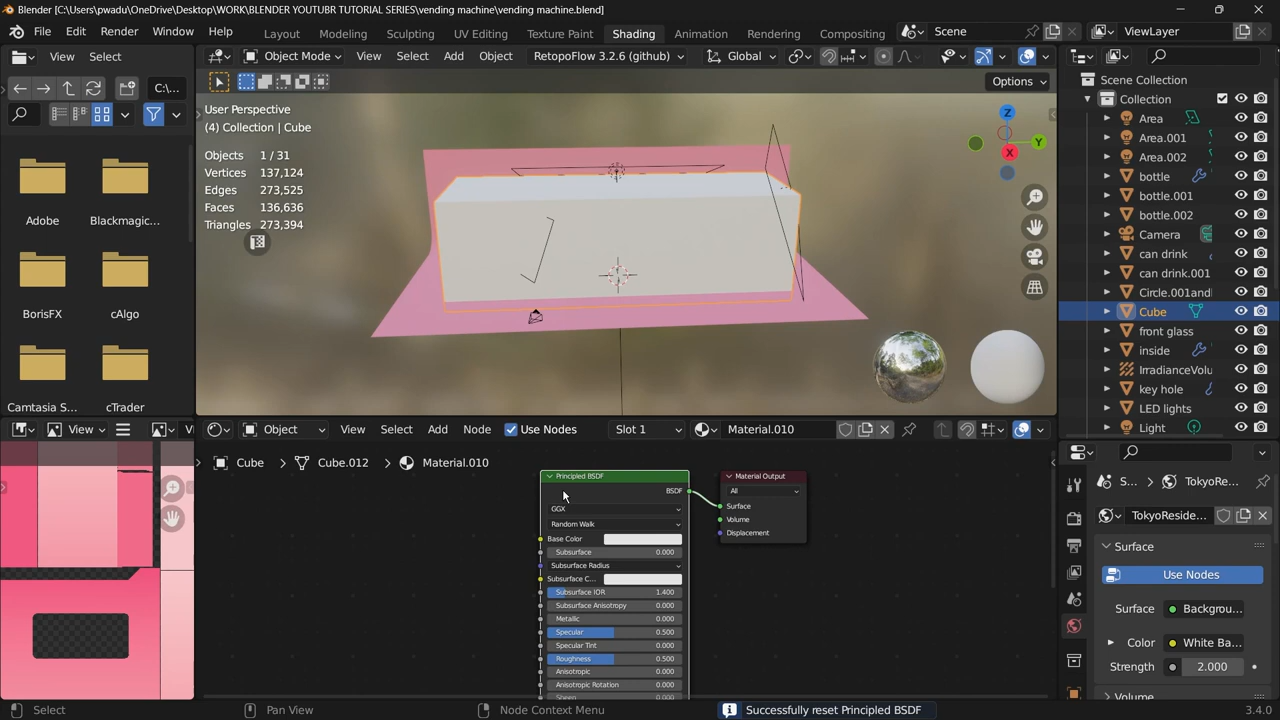 Blender [C:\Users\pwadu\OneDrive\Desktop\WORK\BLENDER YOUTUBR TUTORIAL SERIES\vending machine\vending machine.blend]
File Edit Render Window Help Layout Modeling Sculpting UV Editing Texture Paint Shading Animation Rendering Compositing Scene ViewLayer
View Select Object Mode View Select Add Object RetopoFlow 3.2.6 (github) Global
C:\...
Options
User Perspective
(4) Collection | Cube
Objects 1 / 31
Vertices 137,124
Edges 273,525
Faces 136,636
Triangles 273,394
X
Y
Z
Adobe
Blackmagic...
BorisFX
cAlgo
Camtasia S...
cTrader
Scene Collection
Collection
Area
Area.001
Area.002
bottle
bottle.001
bottle.002
Camera
can drink
can drink.001
Circle.001and
Cube
front glass
inside
IrradianceVolu
key hole
LED lights
Light
View
Object View Select Add Node Use Nodes Slot 1 Material.010
Cube Cube.012 Material.010
Principled BSDF
BSDF
GGX
Random Walk
Base Color
Subsurface 0.000
Subsurface Radius
Subsurface C...
Subsurface IOR 1.400
Subsurface Anisotropy 0.000
Metallic 0.000
Specular 0.500
Specular Tint 0.000
Roughness 0.500
Anisotropic 0.000
Anisotropic Rotation 0.000
Sheen 0.000
Material Output
All
Surface
Volume
Displacement
S... TokyoRe...
TokyoReside...
Surface
Use Nodes
Surface Backgrou...
Color White Ba...
Strength 2.000
Volume
Select Pan View Node Context Menu Successfully reset Principled BSDF 3.4.0